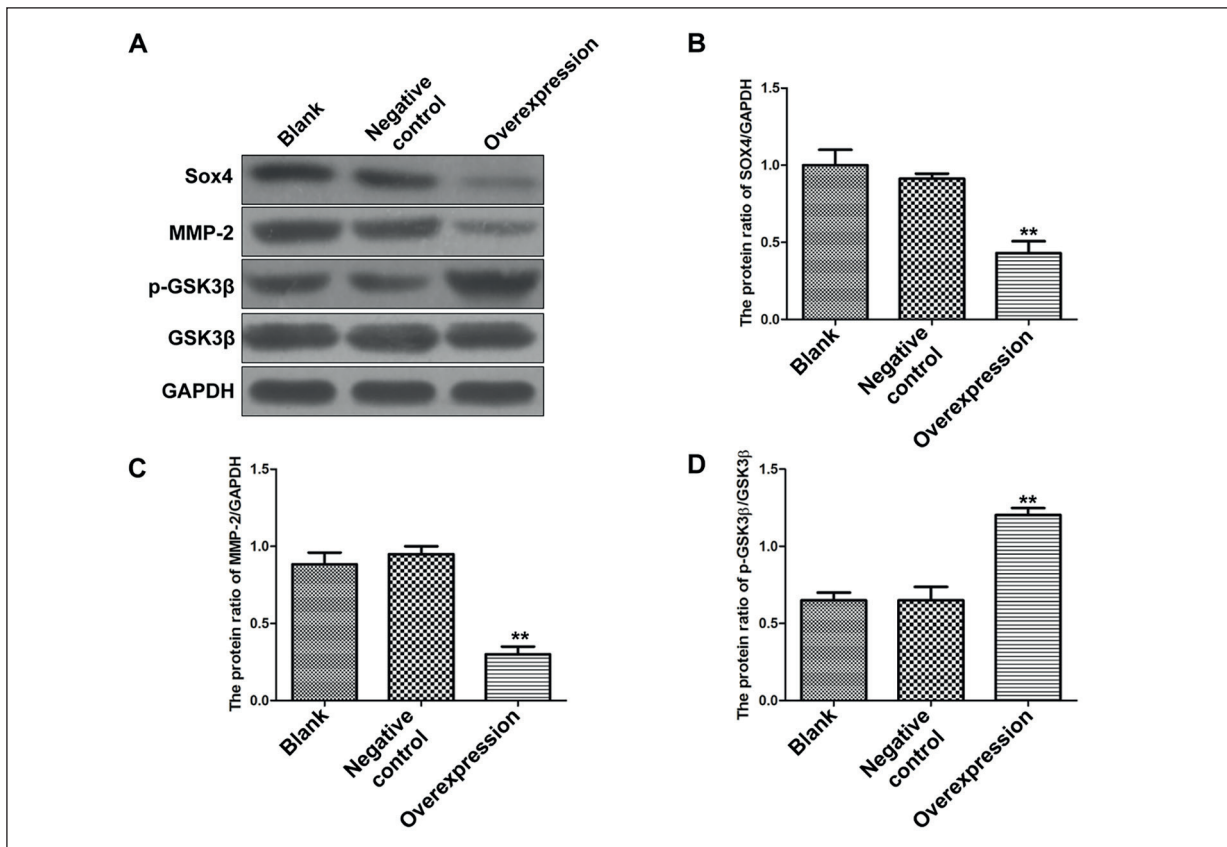 A
Blank
Negative
control
Overexpression
Sox4
MMP-2
p-GSK3β
GSK3β
GAPDH
B
The protein ratio of SOX4/GAPDH
1.5
1.0
0.5
0.0
**
Blank
Negative
control
Overexpression
C
The protein ratio of MMP-2/GAPDH
1.5
1.0
0.5
0.0
**
Blank
Negative
control
Overexpression
D
The protein ratio of p-GSK3β/GSK3β
1.5
1.0
0.5
0.0
**
Blank
Negative
control
Overexpression